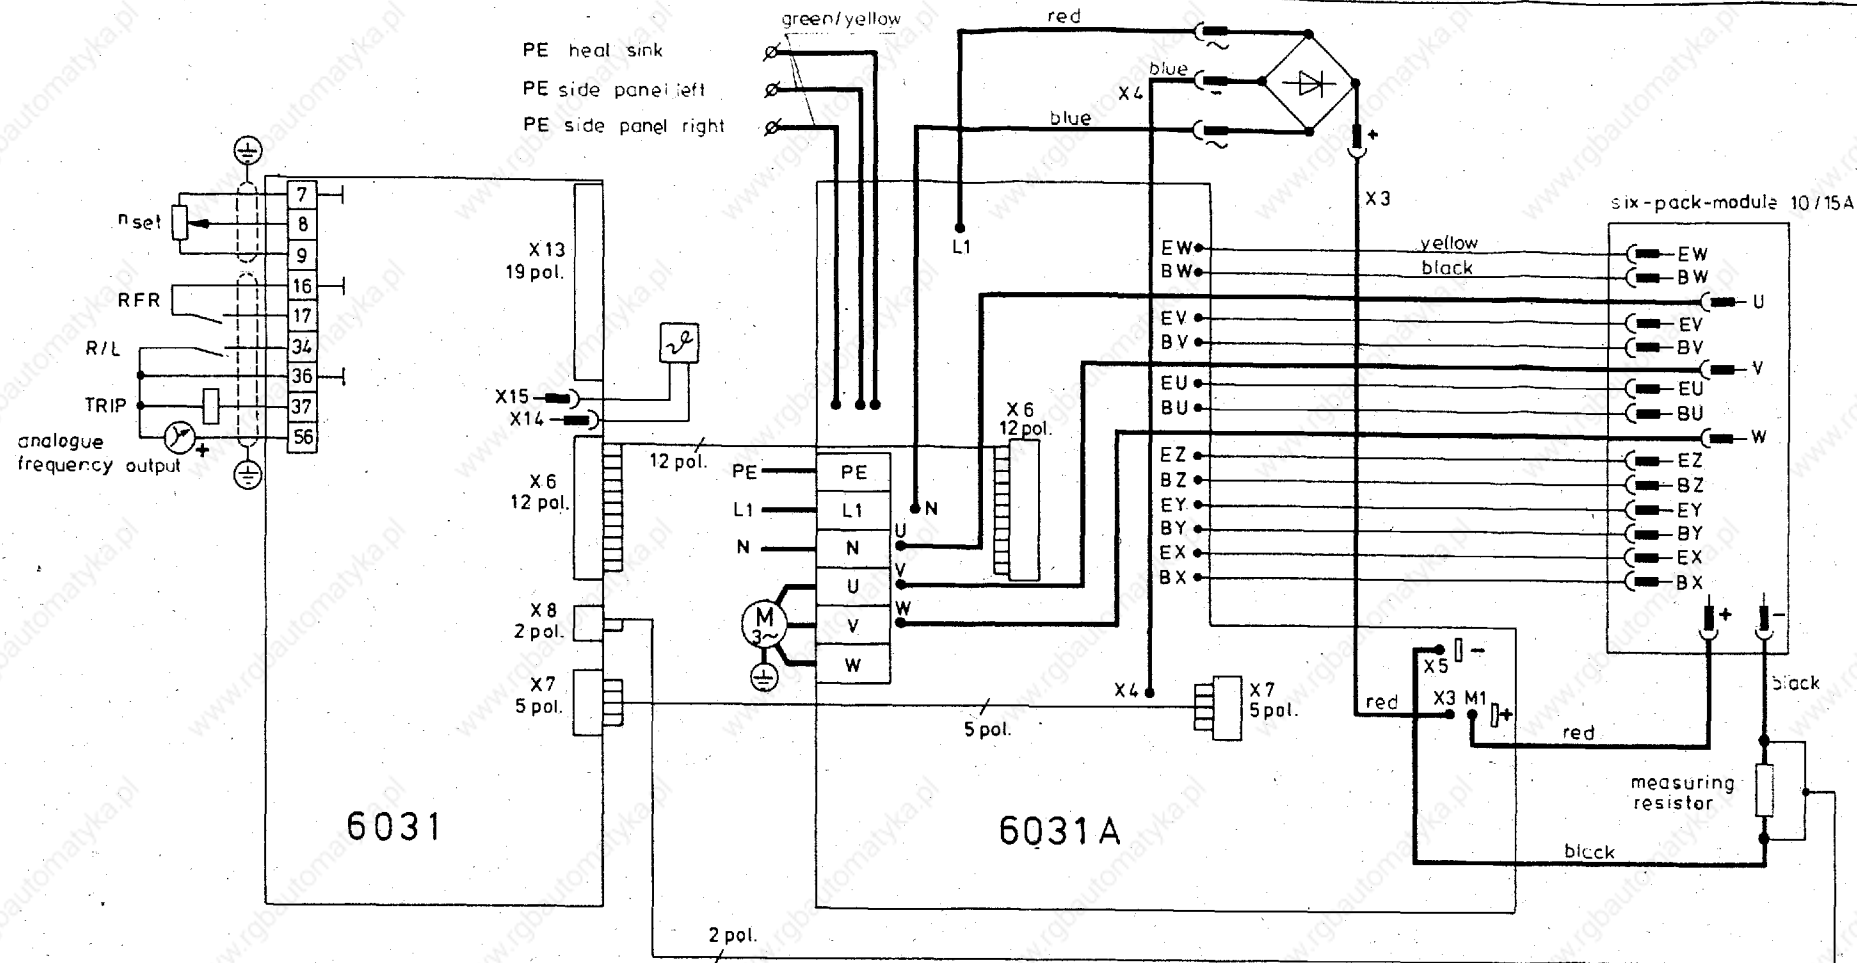 green/yellow
red
PE heat sink
PE side panel left
PE side panel right
blue
X4
blue
+
X3
six-pack-module 10/15A
L1
7
8
9
16
17
34
36
37
56
n set
RFR
R/L
TRIP
analogue
frequency output
+
X13
19 pol.
X15
X14
X6
12 pol.
X8
2 pol.
X7
5 pol.
6031
12 pol.
PE
L1
N
M
3~
PE
L1
N
U
V
W
N
U
V
W
X6
12 pol.
EW
BW
EV
BV
EU
BU
EZ
BZ
EY
BY
EX
BX
yellow
black
EW
BW
U
EV
BV
V
EU
BU
W
EZ
BZ
EY
BY
EX
BX
+
-
X4
X7
5 pol.
5 pol.
X5
-
red
X3
M1
+
red
black
measuring
resistor
black
6031A
2 pol.
www.rgbautomatyka.pl